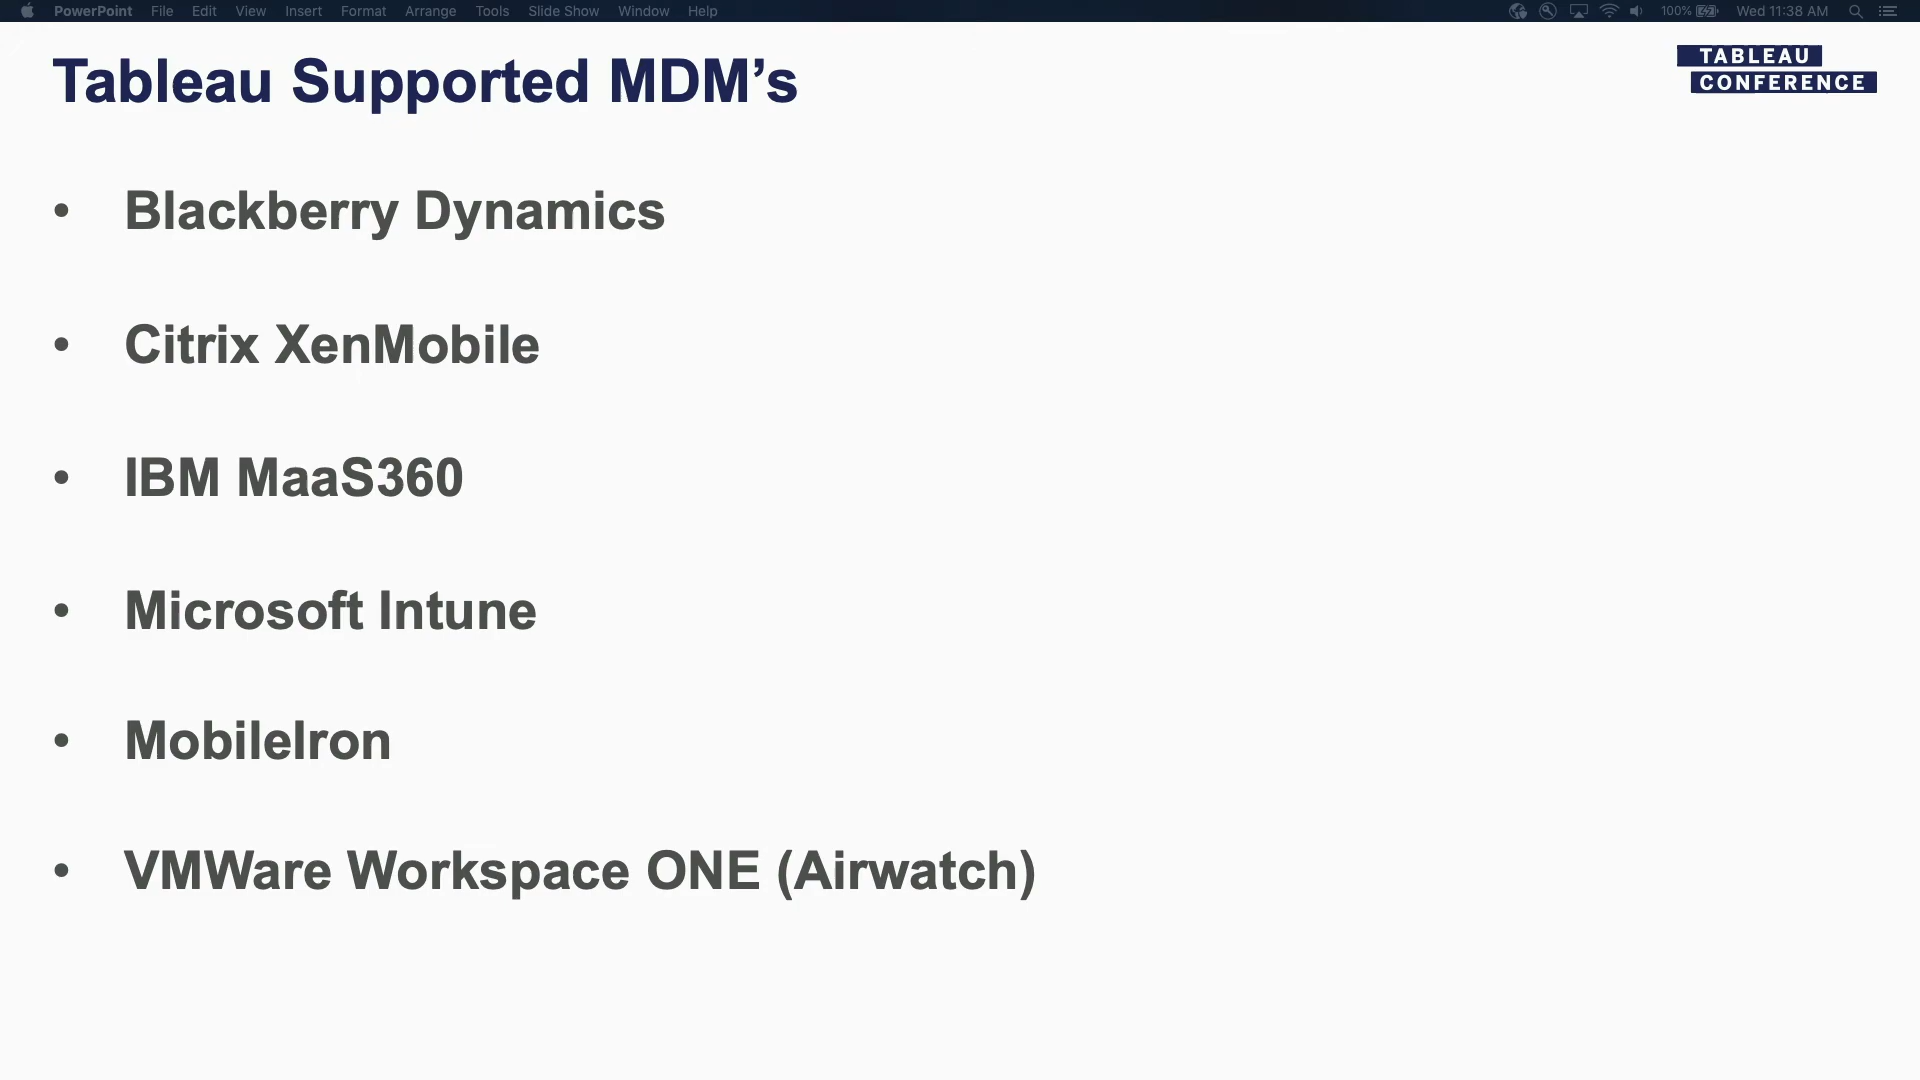 PowerPoint File Edit View Insert Format Arrange Tools Slide Show Window Help 100% Wed 11:38 AM
Tableau Supported MDM’s
TABLEAU
CONFERENCE
• Blackberry Dynamics
• Citrix XenMobile
• IBM MaaS360
• Microsoft Intune
• MobileIron
• VMWare Workspace ONE (Airwatch)